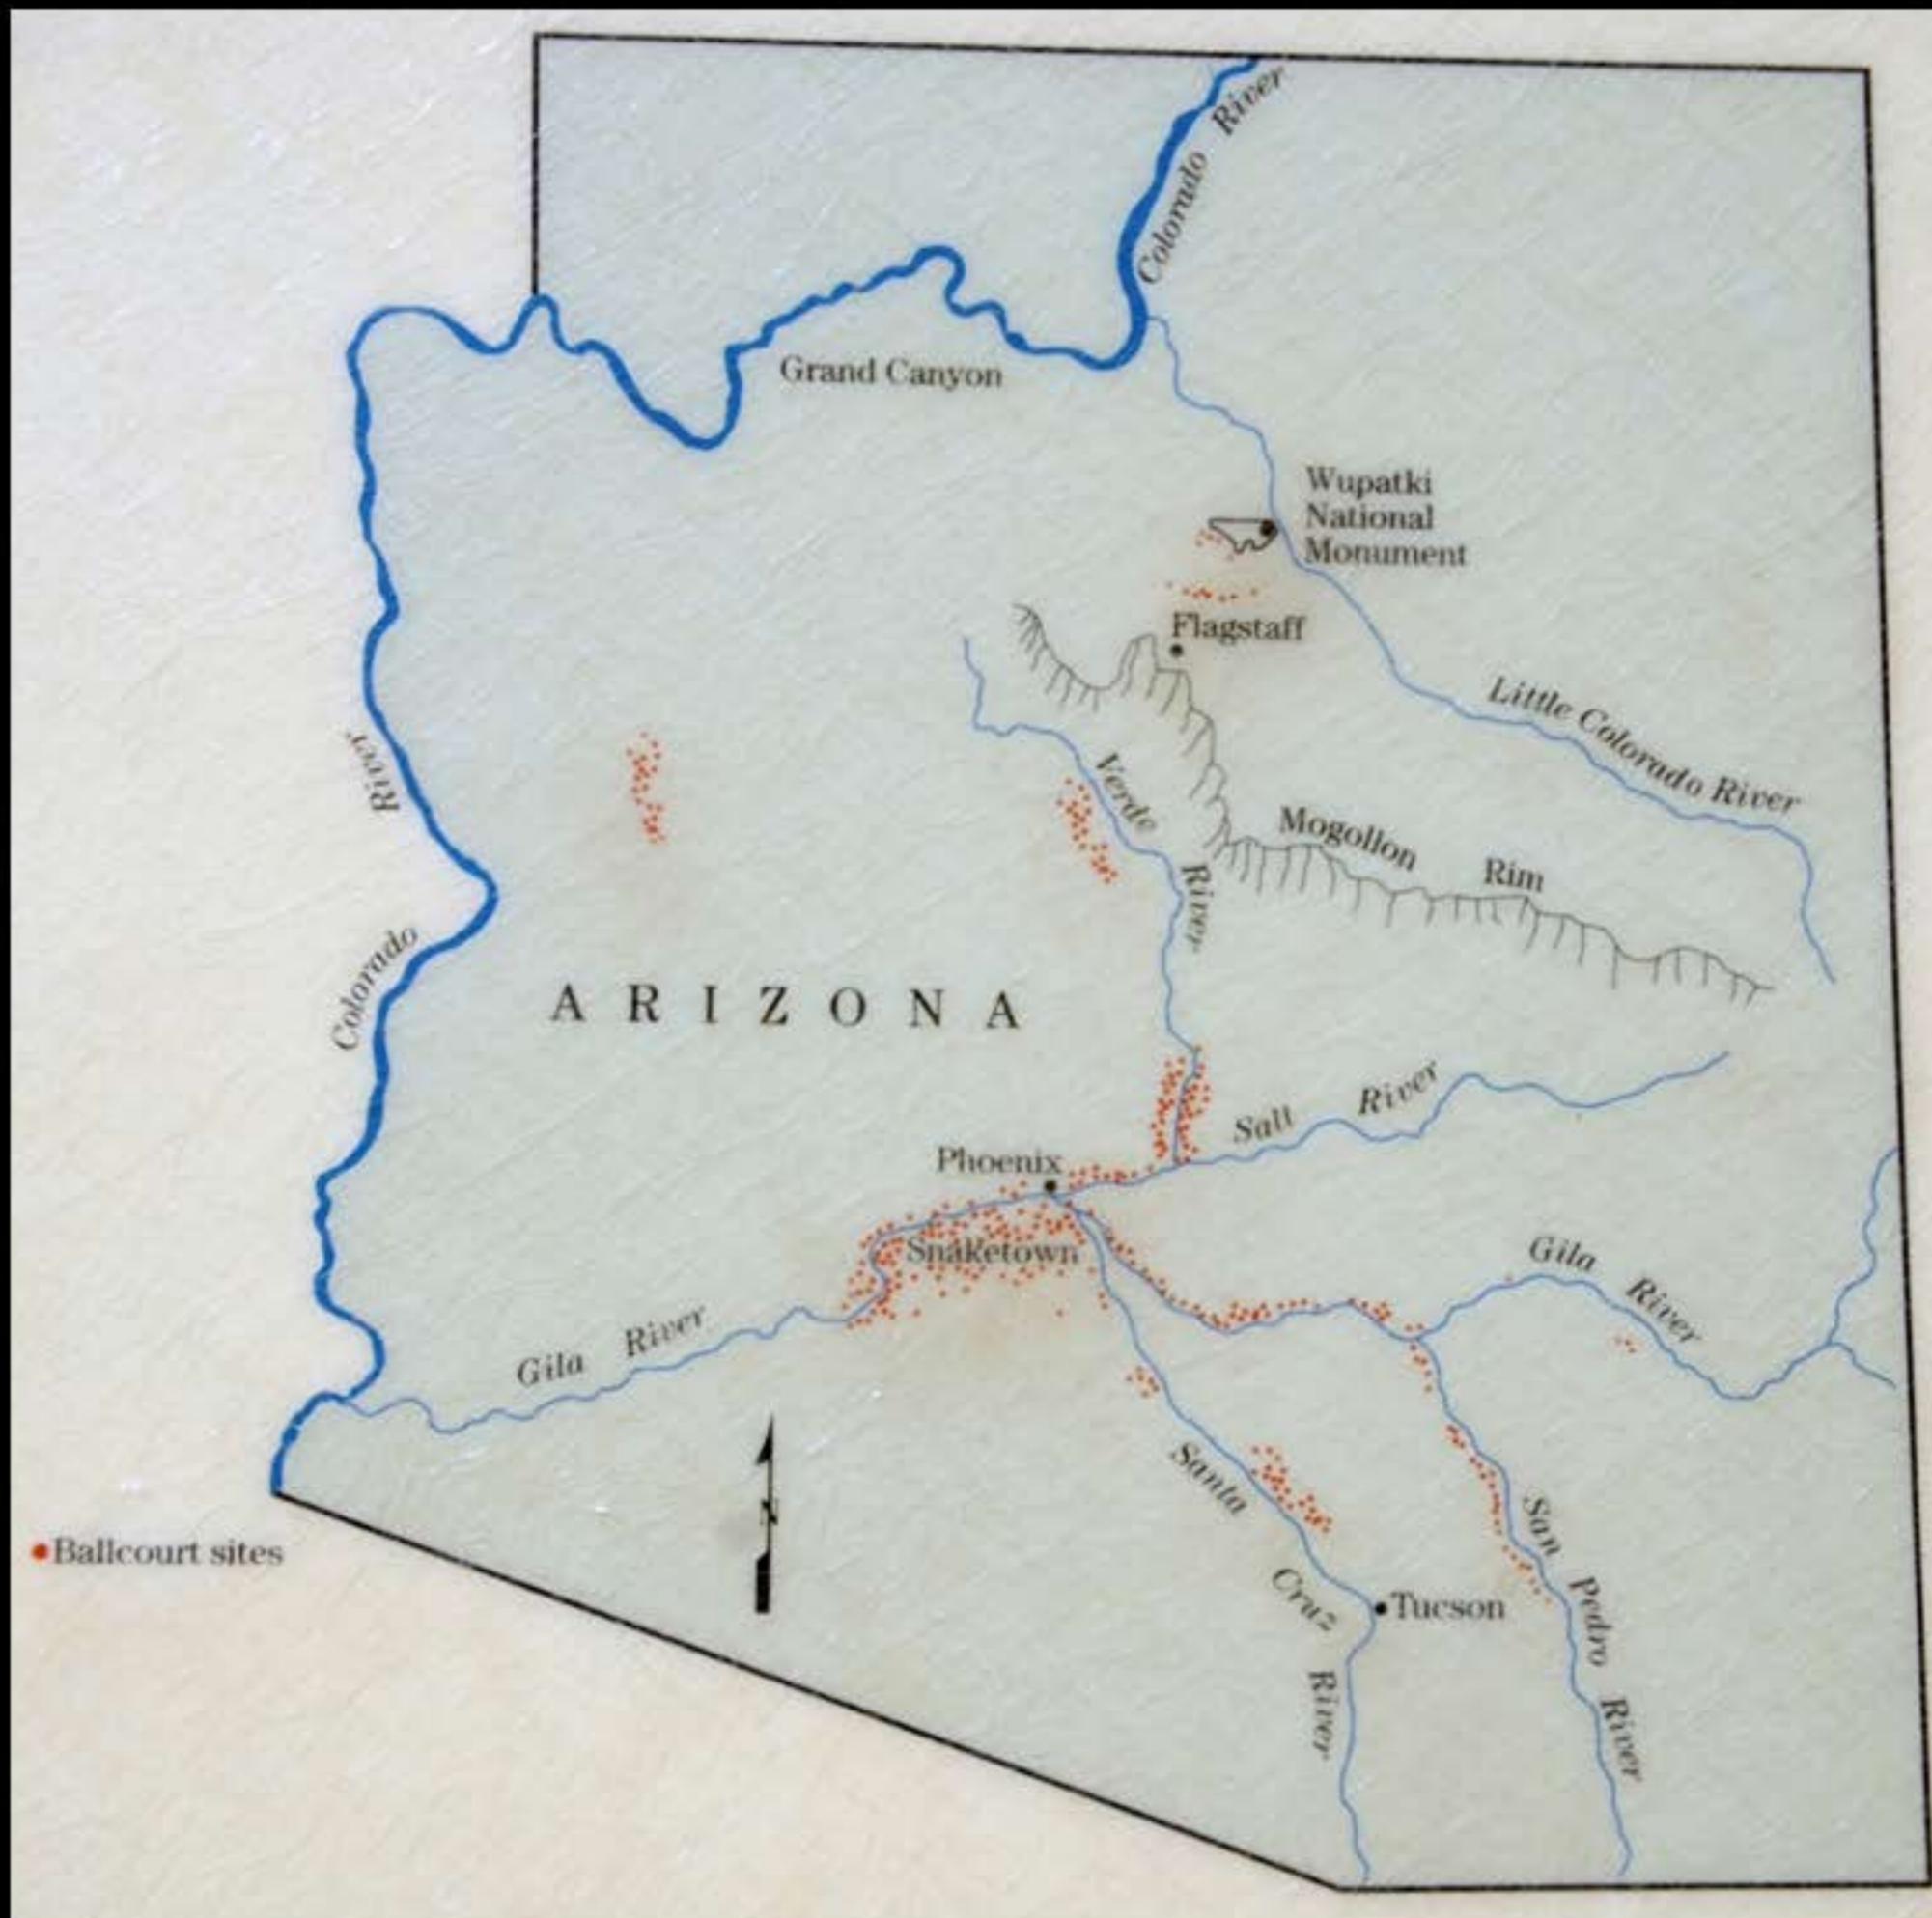 Colorado River
Grand Canyon
Wupatki
National
Monument
Flagstaff
Little Colorado River
Verde River
Mogollon Rim
Colorado River
ARIZONA
Salt River
Phoenix
Snaketown
Gila River
Gila River
N
Santa Cruz River
San Pedro River
Tucson
Ballcourt sites